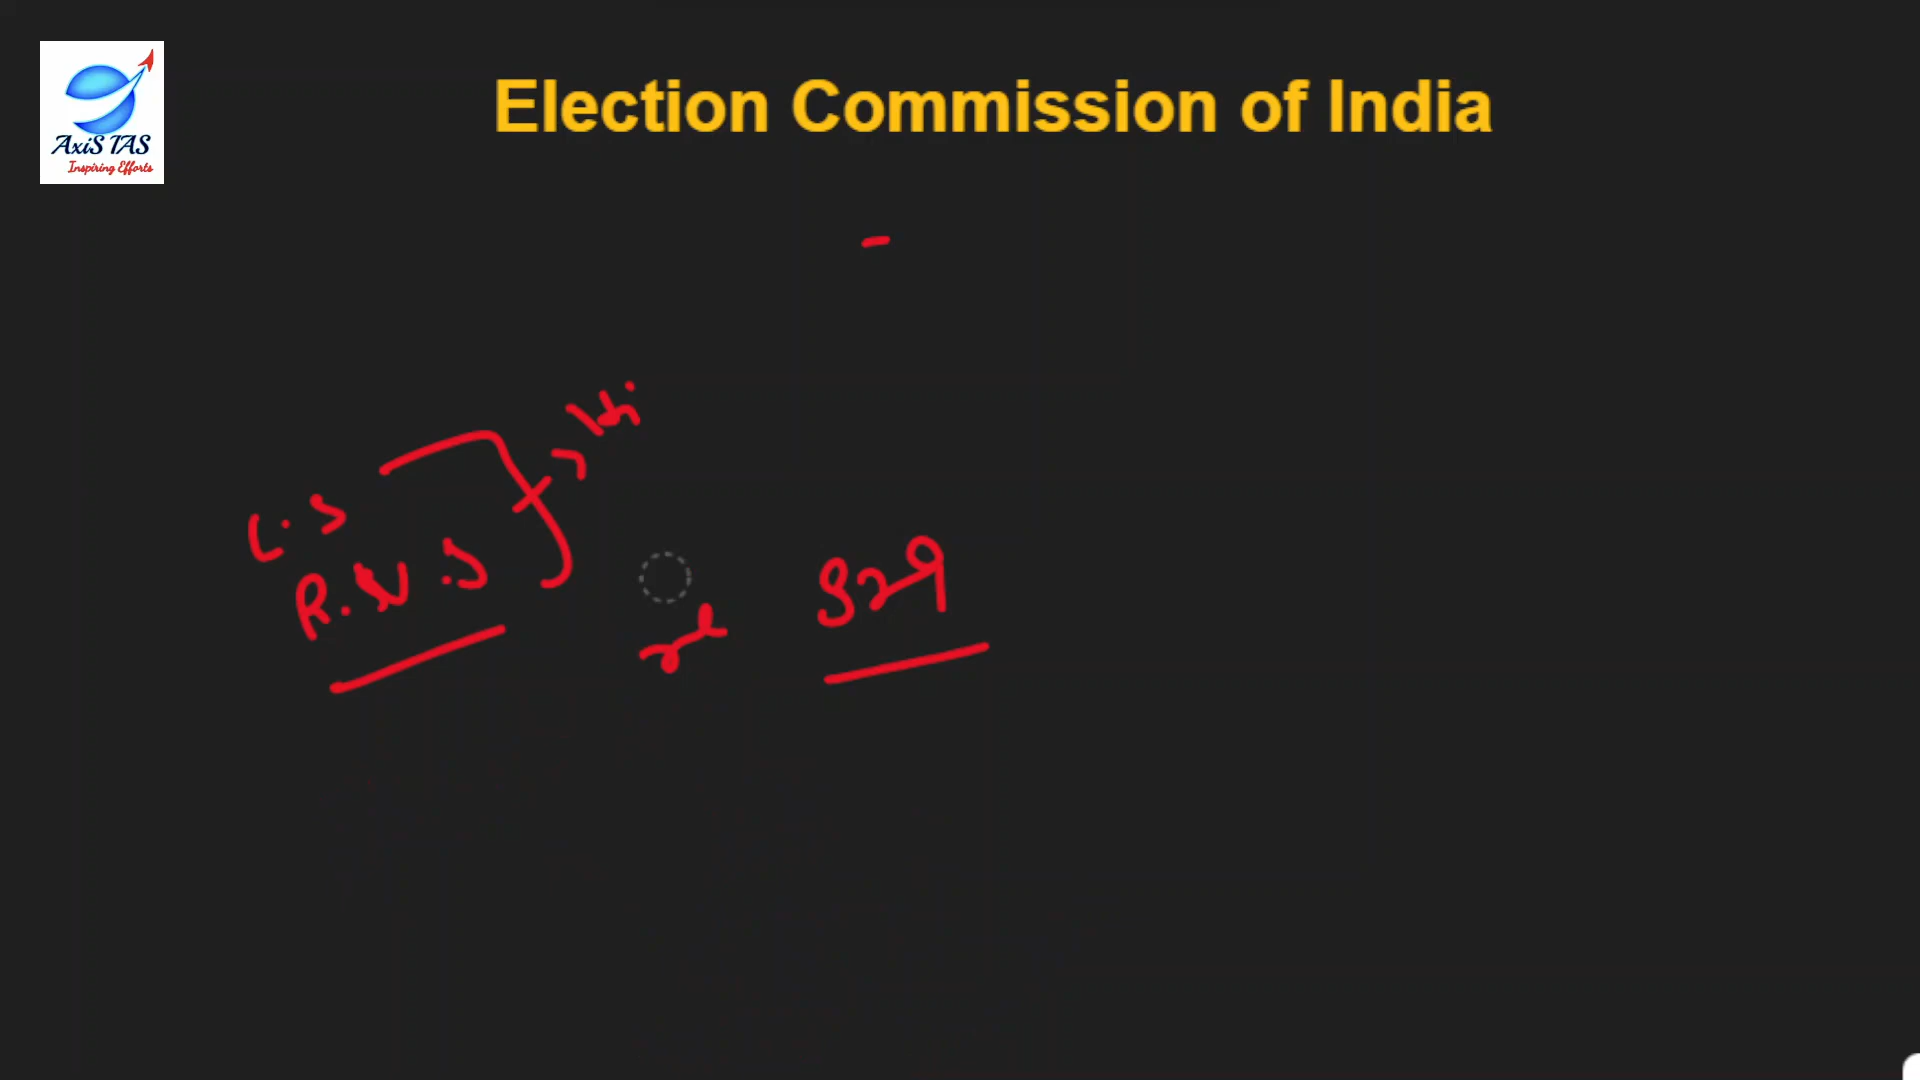 AxiS IAS
Inspiring Efforts
Election Commission of India
L.S
R.V.S
329